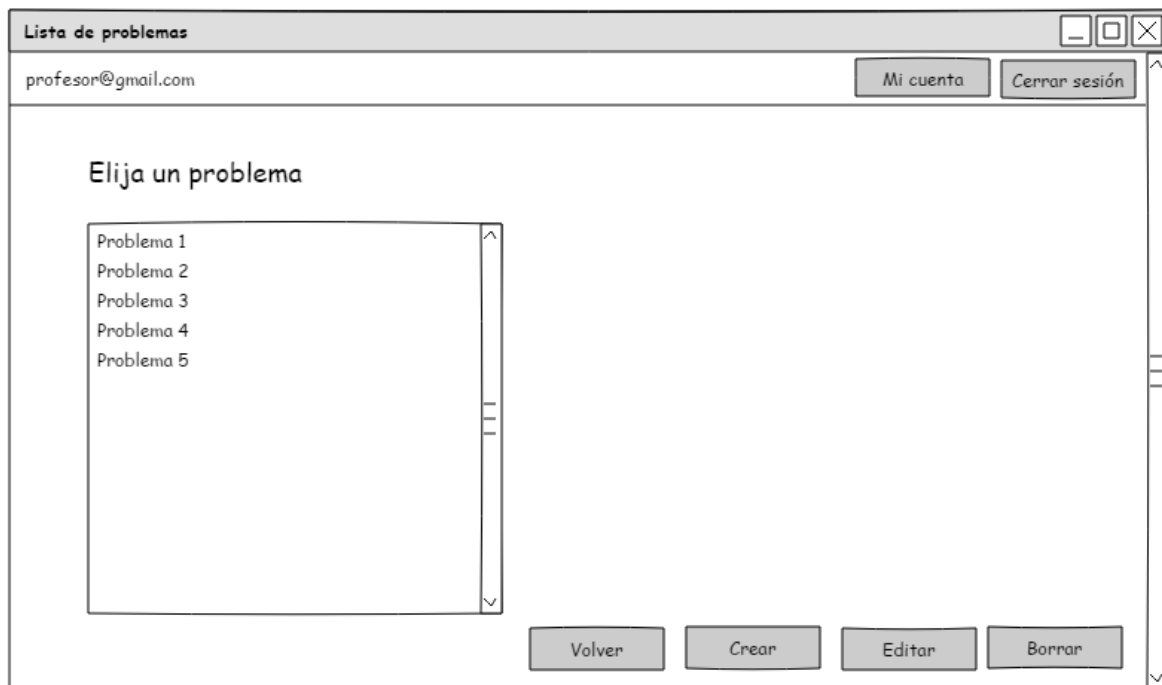 Lista de problemas
profesor@gmail.com
Mi cuenta
Cerrar sesión
Elija un problema
Problema 1
Problema 2
Problema 3
Problema 4
Problema 5
Volver
Crear
Editar
Borrar